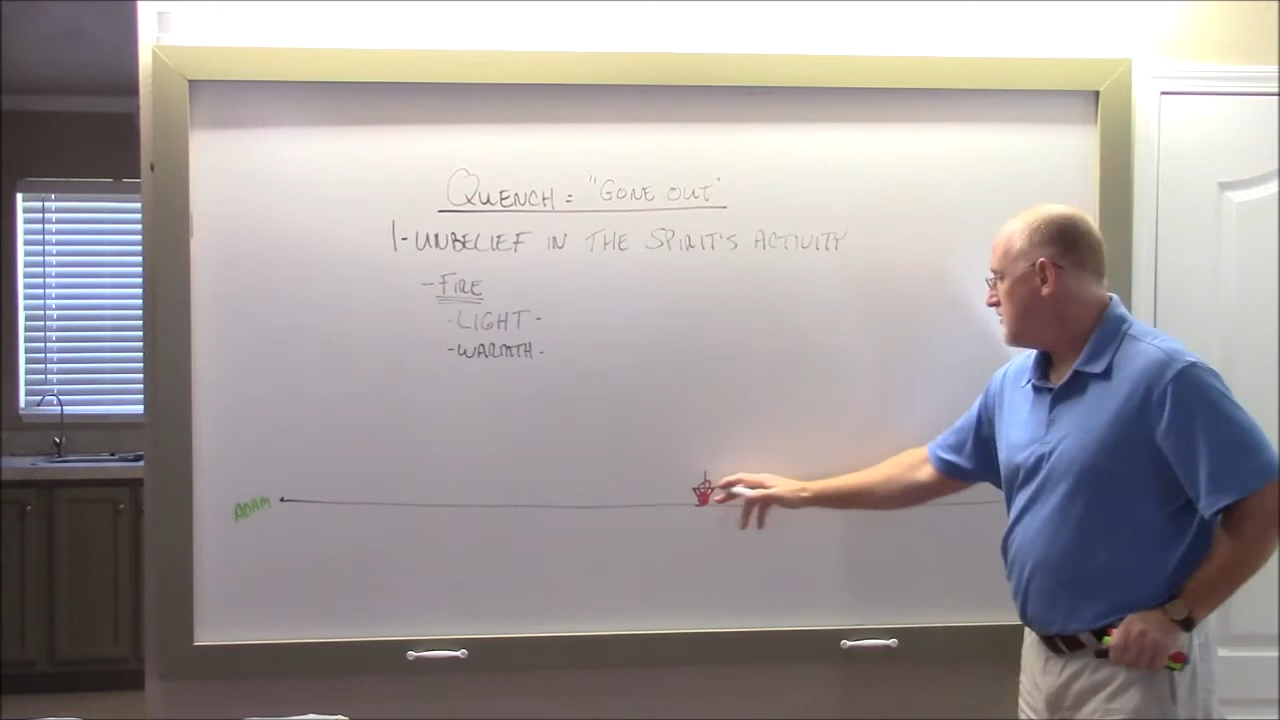 QUENCH = "GONE OUT"
1-UNBELIEF IN THE SPIRIT'S ACTIVITY
-FIRE
-LIGHT-
-WARMTH-
ADAM